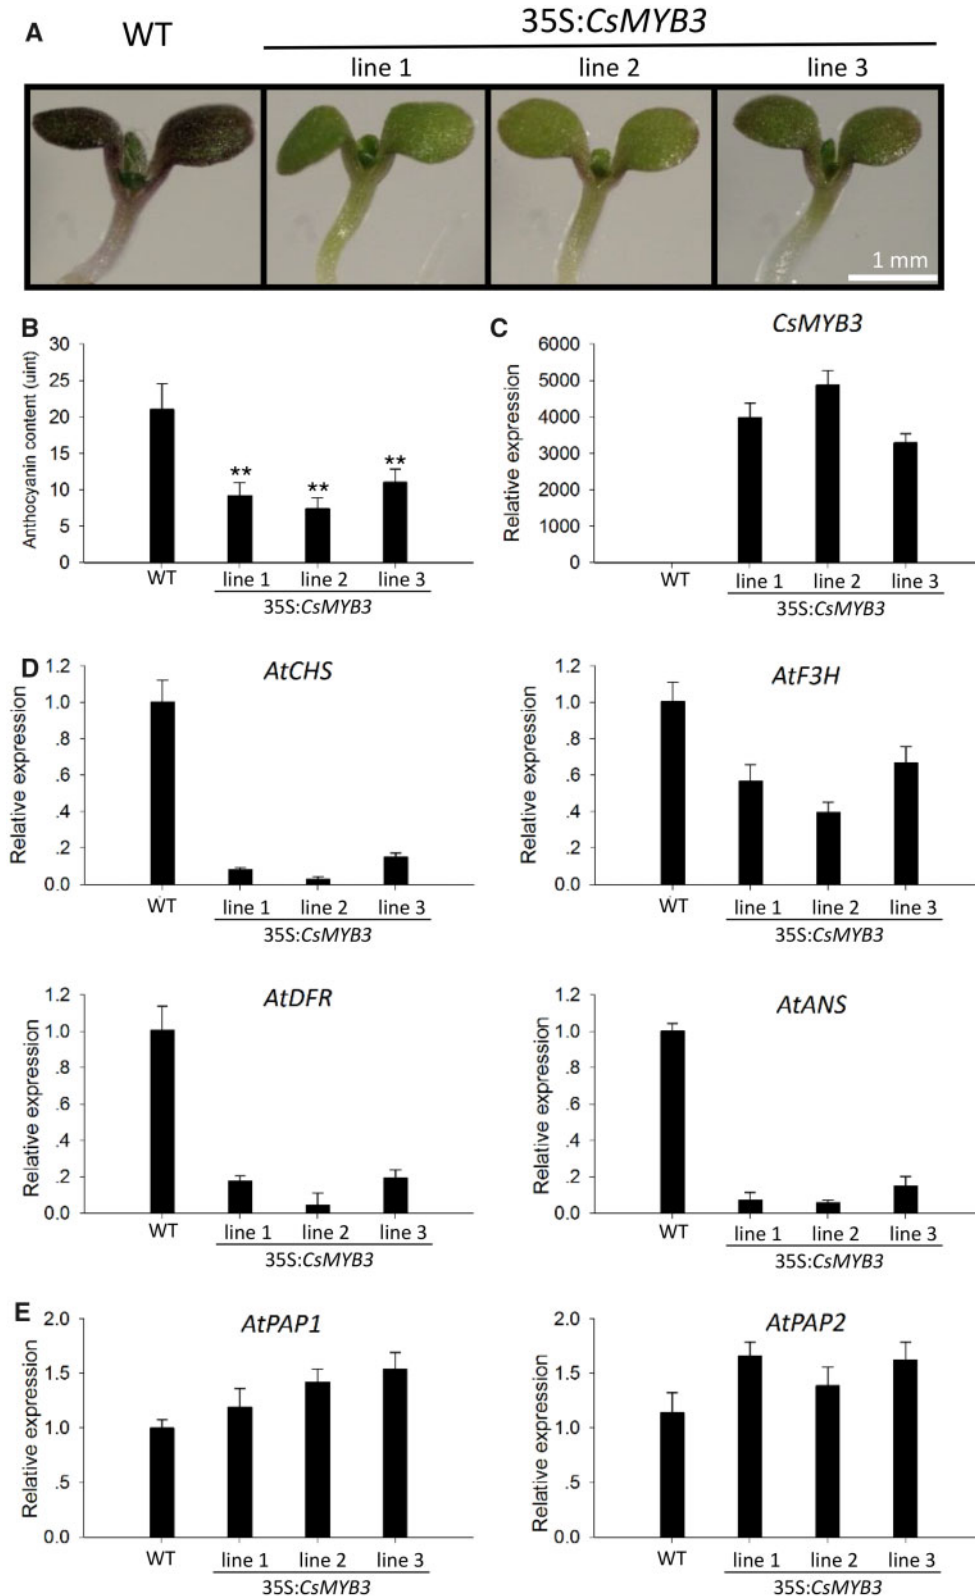 A WT 35S:CsMYB3
line 1 line 2 line 3
1 mm
B
Anthocyanin content (uint)
30
25
20
15
10
5
0
** ** **
WT line 1 line 2 line 3
35S:CsMYB3
C CsMYB3
Relative expression
6000
5000
4000
3000
2000
1000
0
WT line 1 line 2 line 3
35S:CsMYB3
D AtCHS
Relative expression
1.2
1.0
.8
.6
.4
.2
0.0
WT line 1 line 2 line 3
35S:CsMYB3
AtF3H
Relative expression
1.2
1.0
.8
.6
.4
.2
0.0
WT line 1 line 2 line 3
35S:CsMYB3
AtDFR
Relative expression
1.2
1.0
.8
.6
.4
.2
0.0
WT line 1 line 2 line 3
35S:CsMYB3
AtANS
Relative expression
1.2
1.0
.8
.6
.4
.2
0.0
WT line 1 line 2 line 3
35S:CsMYB3
E AtPAP1
Relative expression
2.0
1.5
1.0
.5
0.0
WT line 1 line 2 line 3
35S:CsMYB3
AtPAP2
Relative expression
2.0
1.5
1.0
.5
0.0
WT line 1 line 2 line 3
35S:CsMYB3